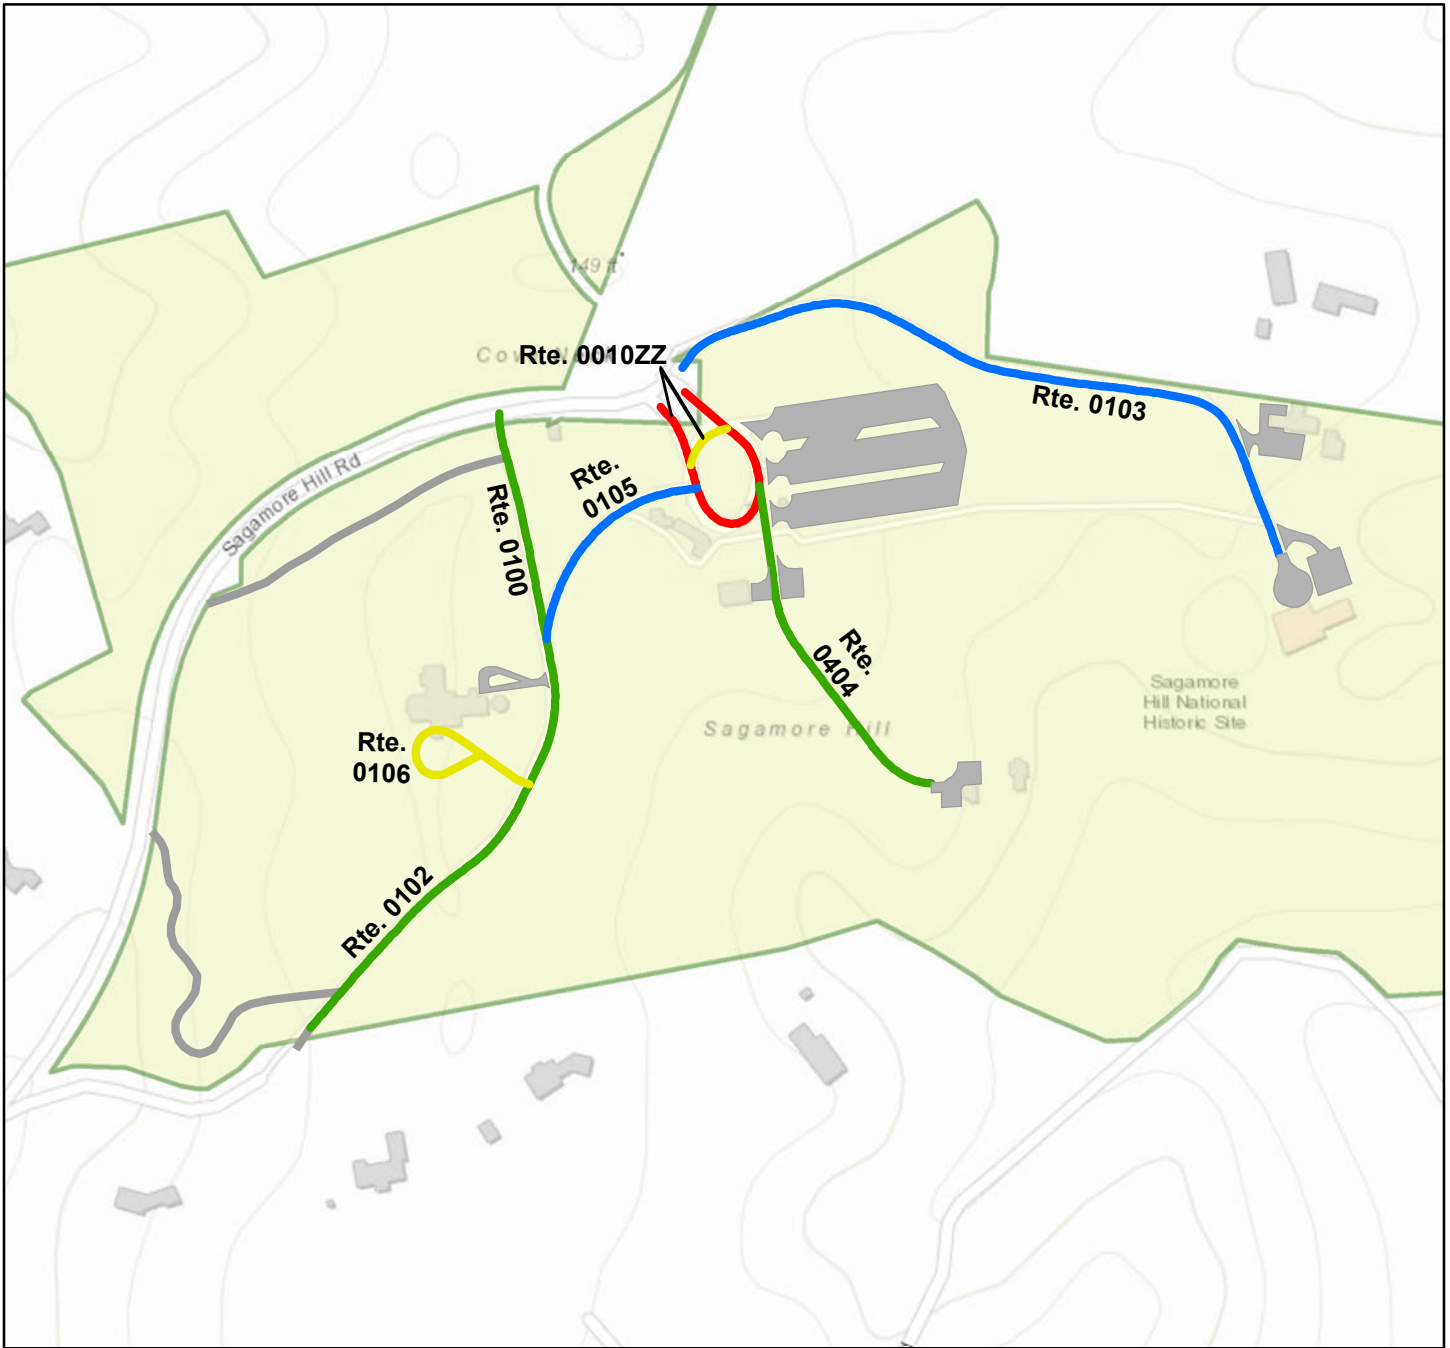 149 ft
Rte. 0010ZZ
Rte. 0103
Sagamore Hill Rd
Rte.
0105
Rte. 0100
Rte.
0404
Sagamore
Hill National
Historic Site
Sagamore Hill
Rte.
0106
Rte. 0102